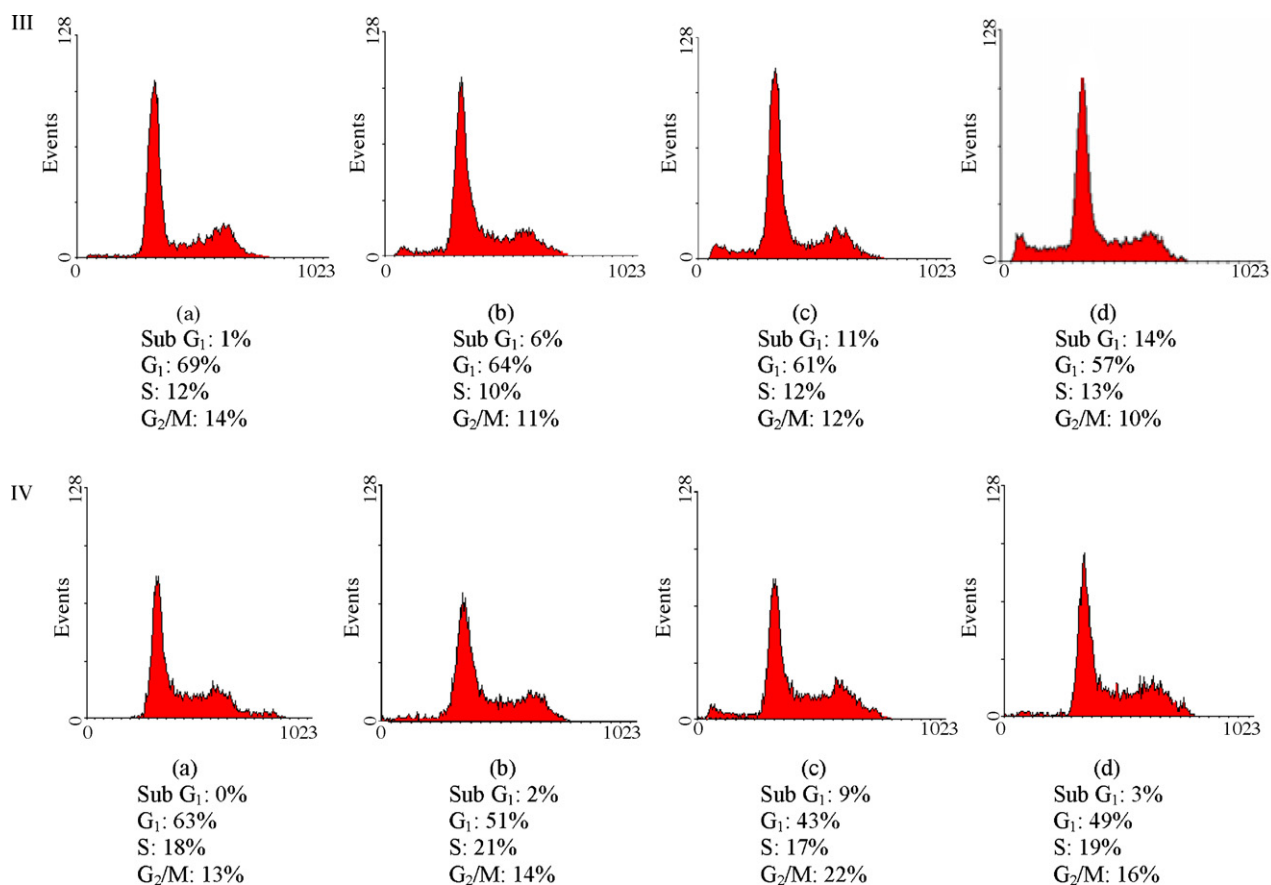 III
128
Events
0
0
1023
(a)
Sub G₁: 1%
G₁: 69%
S: 12%
G₂/M: 14%
128
Events
0
0
1023
(b)
Sub G₁: 6%
G₁: 64%
S: 10%
G₂/M: 11%
128
Events
0
0
1023
(c)
Sub G₁: 11%
G₁: 61%
S: 12%
G₂/M: 12%
128
Events
0
0
1023
(d)
Sub G₁: 14%
G₁: 57%
S: 13%
G₂/M: 10%
IV
128
Events
0
0
1023
(a)
Sub G₁: 0%
G₁: 63%
S: 18%
G₂/M: 13%
128
Events
0
0
1023
(b)
Sub G₁: 2%
G₁: 51%
S: 21%
G₂/M: 14%
128
Events
0
0
1023
(c)
Sub G₁: 9%
G₁: 43%
S: 17%
G₂/M: 22%
128
Events
0
0
1023
(d)
Sub G₁: 3%
G₁: 49%
S: 19%
G₂/M: 16%